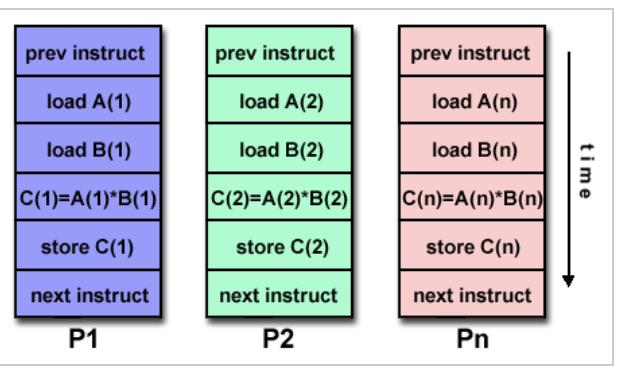 prev instruct
load A(1)
load B(1)
C(1)=A(1)*B(1)
store C(1)
next instruct
P1
prev instruct
load A(2)
load B(2)
C(2)=A(2)*B(2)
store C(2)
next instruct
P2
prev instruct
load A(n)
load B(n)
C(n)=A(n)*B(n)
store C(n)
next instruct
Pn
time